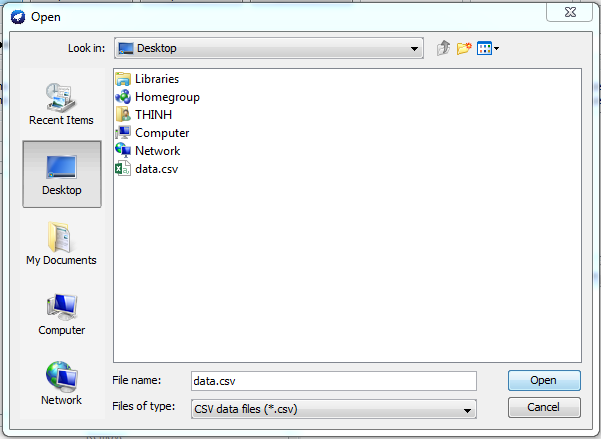 Open
Look in:
Desktop
Libraries
Homegroup
THINH
Computer
Network
data.csv
Recent Items
Desktop
My Documents
Computer
Network
File name:
data.csv
Open
Files of type:
CSV data files (*.csv)
Cancel